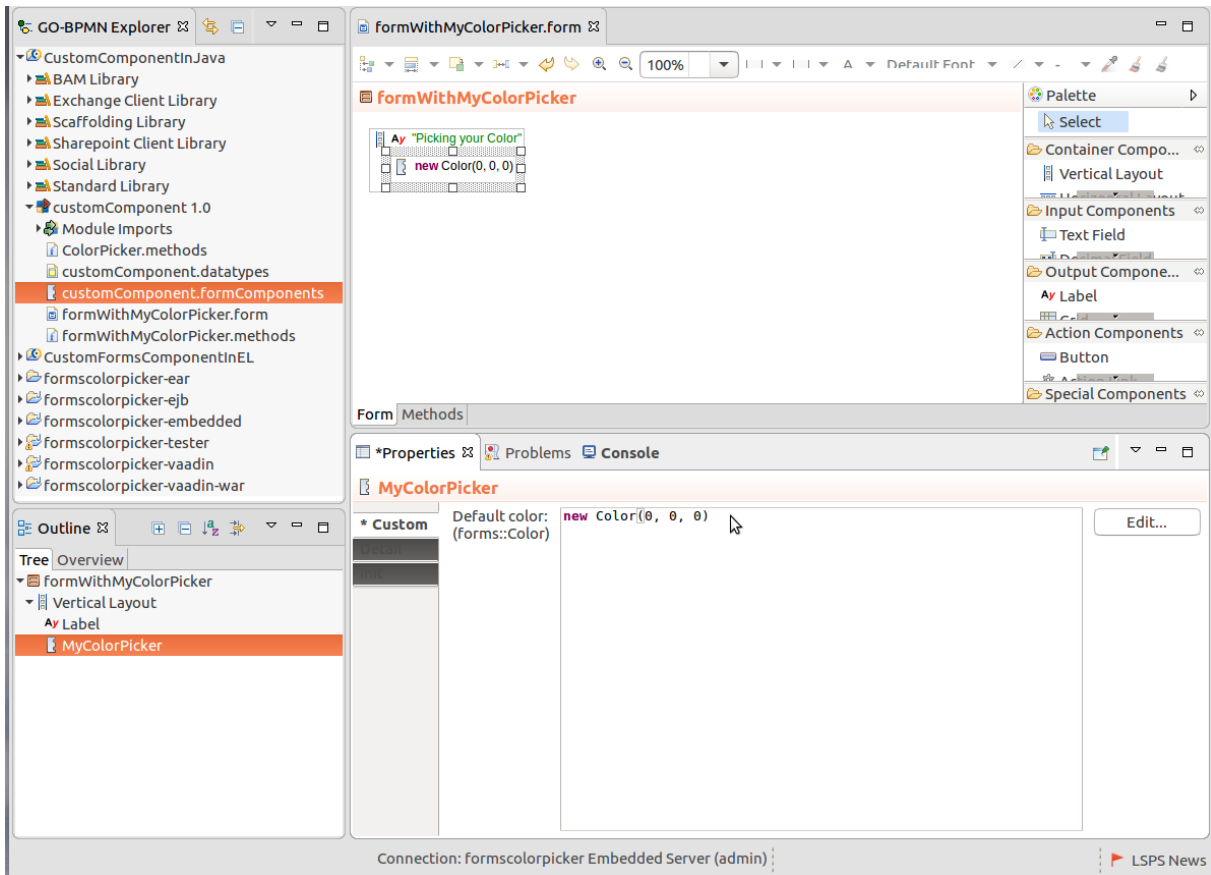 GO-BPMN Explorer
CustomComponentInJava
BAM Library
Exchange Client Library
Scaffolding Library
Sharepoint Client Library
Social Library
Standard Library
customComponent 1.0
Module Imports
ColorPicker.methods
customComponent.datatypes
customComponent.formComponents
formWithMyColorPicker.form
formWithMyColorPicker.methods
CustomFormsComponentInEL
formscolorpicker-ear
formscolorpicker-ejb
formscolorpicker-embedded
formscolorpicker-tester
formscolorpicker-vaadin
formscolorpicker-vaadin-war
Outline
Tree Overview
formWithMyColorPicker
Vertical Layout
Ay Label
MyColorPicker
formWithMyColorPicker.form
100% A Default Font
formWithMyColorPicker
Ay "Picking your Color"
new Color(0, 0, 0)
Palette
Select
Container Compo...
Vertical Layout
Input Components
Text Field
Output Compone...
Ay Label
Action Components
Button
Special Components
Form Methods
*Properties Problems Console
MyColorPicker
* Custom
Detail
Init
Default color:
(forms::Color)
new Color(0, 0, 0)
Edit...
Connection: formscolorpicker Embedded Server (admin)
LSPS News